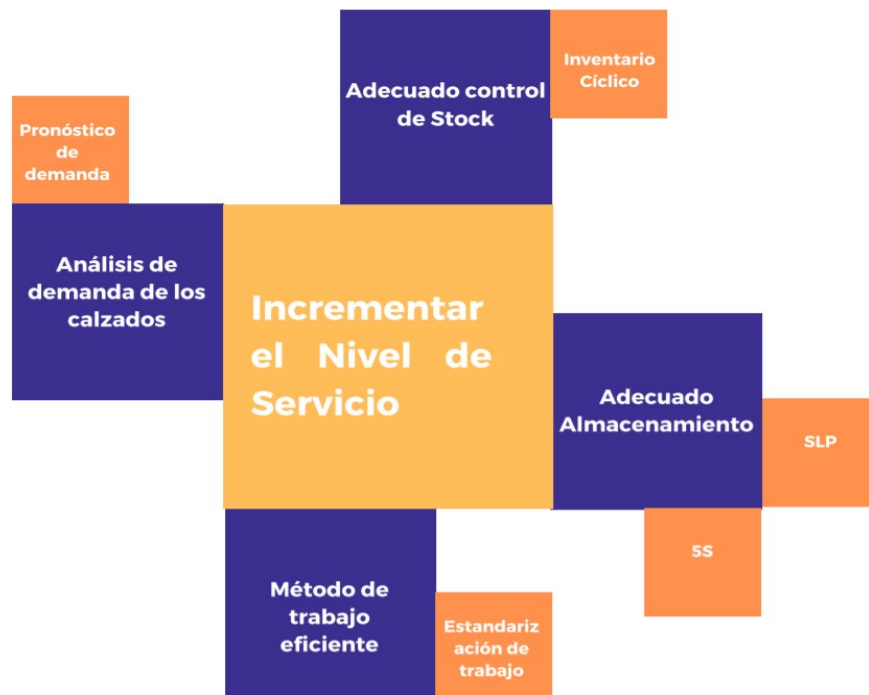 Adecuado control
de Stock
Inventario
Cíclico
Pronóstico
de
demanda
Análisis de
demanda de los
calzados
Incrementar
el Nivel de
Servicio
Adecuado
Almacenamiento
SLP
5S
Método de
trabajo
eficiente
Estandariz
ación de
trabajo